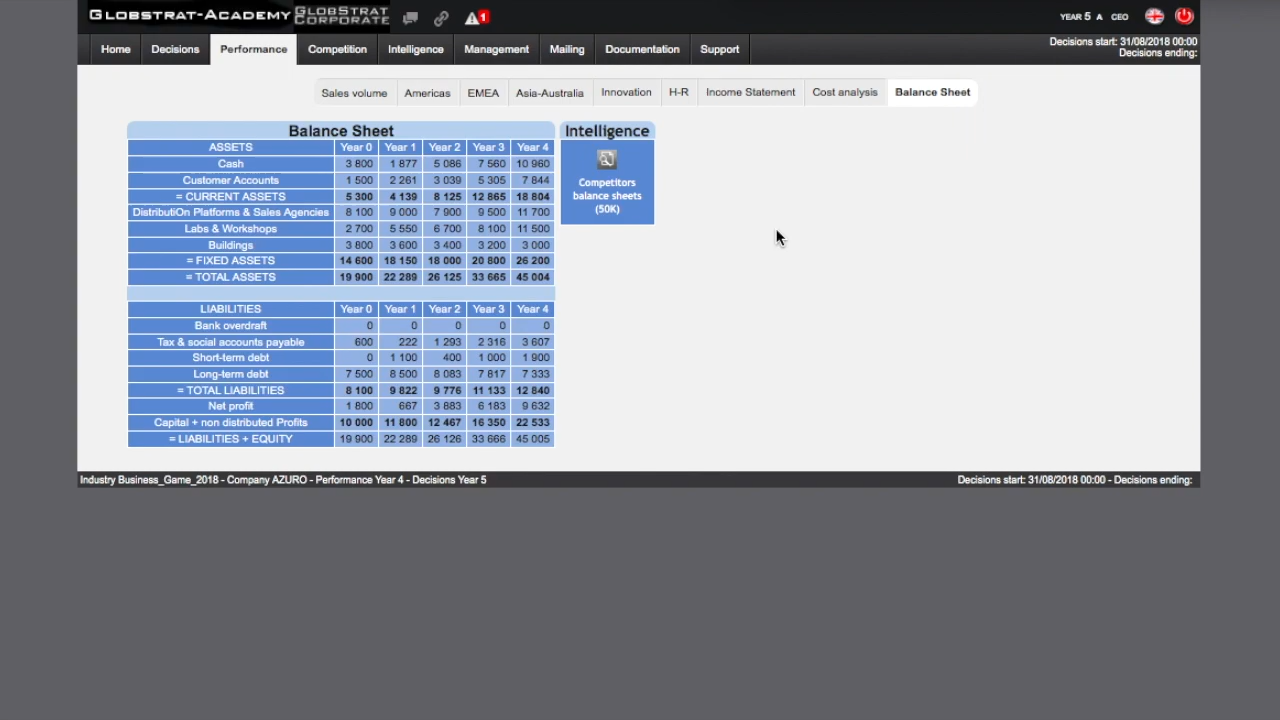 GLOBSTRAT-ACADEMY GLOBSTRAT CORPORATE 1 YEAR 5 A CEO
Home Decisions Performance Competition Intelligence Management Mailing Documentation Support Decisions start: 31/08/2018 00:00
Decisions ending:
Sales volume Americas EMEA Asia-Australia Innovation H-R Income Statement Cost analysis Balance Sheet
Balance Sheet
ASSETS Year 0 Year 1 Year 2 Year 3 Year 4
Cash 3 800 1 877 5 086 7 560 10 960
Customer Accounts 1 500 2 261 3 039 5 305 7 844
= CURRENT ASSETS 5 300 4 139 8 125 12 865 18 804
DistributiOn Platforms & Sales Agencies 8 100 9 000 7 900 9 500 11 700
Labs & Workshops 2 700 5 550 6 700 8 100 11 500
Buildings 3 800 3 600 3 400 3 200 3 000
= FIXED ASSETS 14 600 18 150 18 000 20 800 26 200
= TOTAL ASSETS 19 900 22 289 26 125 33 665 45 004
LIABILITIES Year 0 Year 1 Year 2 Year 3 Year 4
Bank overdraft 0 0 0 0 0
Tax & social accounts payable 600 222 1 293 2 316 3 607
Short-term debt 0 1 100 400 1 000 1 900
Long-term debt 7 500 8 500 8 083 7 817 7 333
= TOTAL LIABILITIES 8 100 9 822 9 776 11 133 12 840
Net profit 1 800 667 3 883 6 183 9 632
Capital + non distributed Profits 10 000 11 800 12 467 16 350 22 533
= LIABILITIES + EQUITY 19 900 22 289 26 126 33 666 45 005
Intelligence
Competitors
balance sheets
(50K)
Industry Business_Game_2018 - Company AZURO - Performance Year 4 - Decisions Year 5 Decisions start: 31/08/2018 00:00 - Decisions ending: